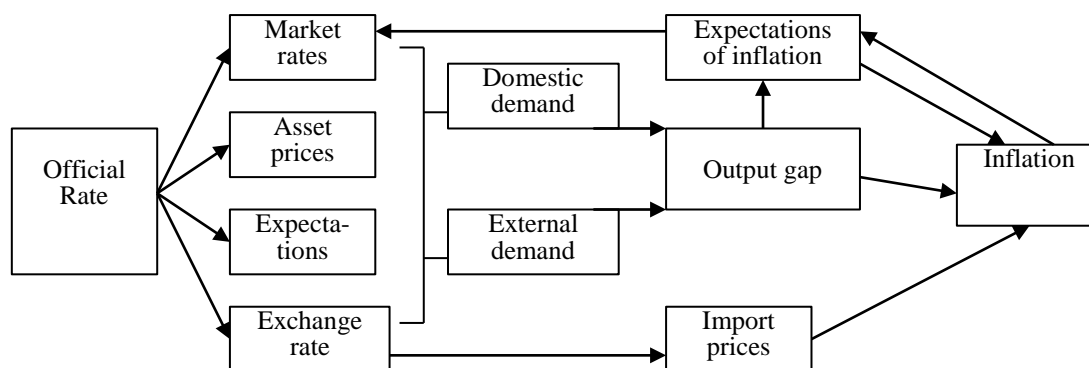 Market
rates
Expectations
of inflation
Domestic
demand
Asset
prices
Official
Rate
Output gap
Inflation
Expecta-
tions
External
demand
Exchange
rate
Import
prices